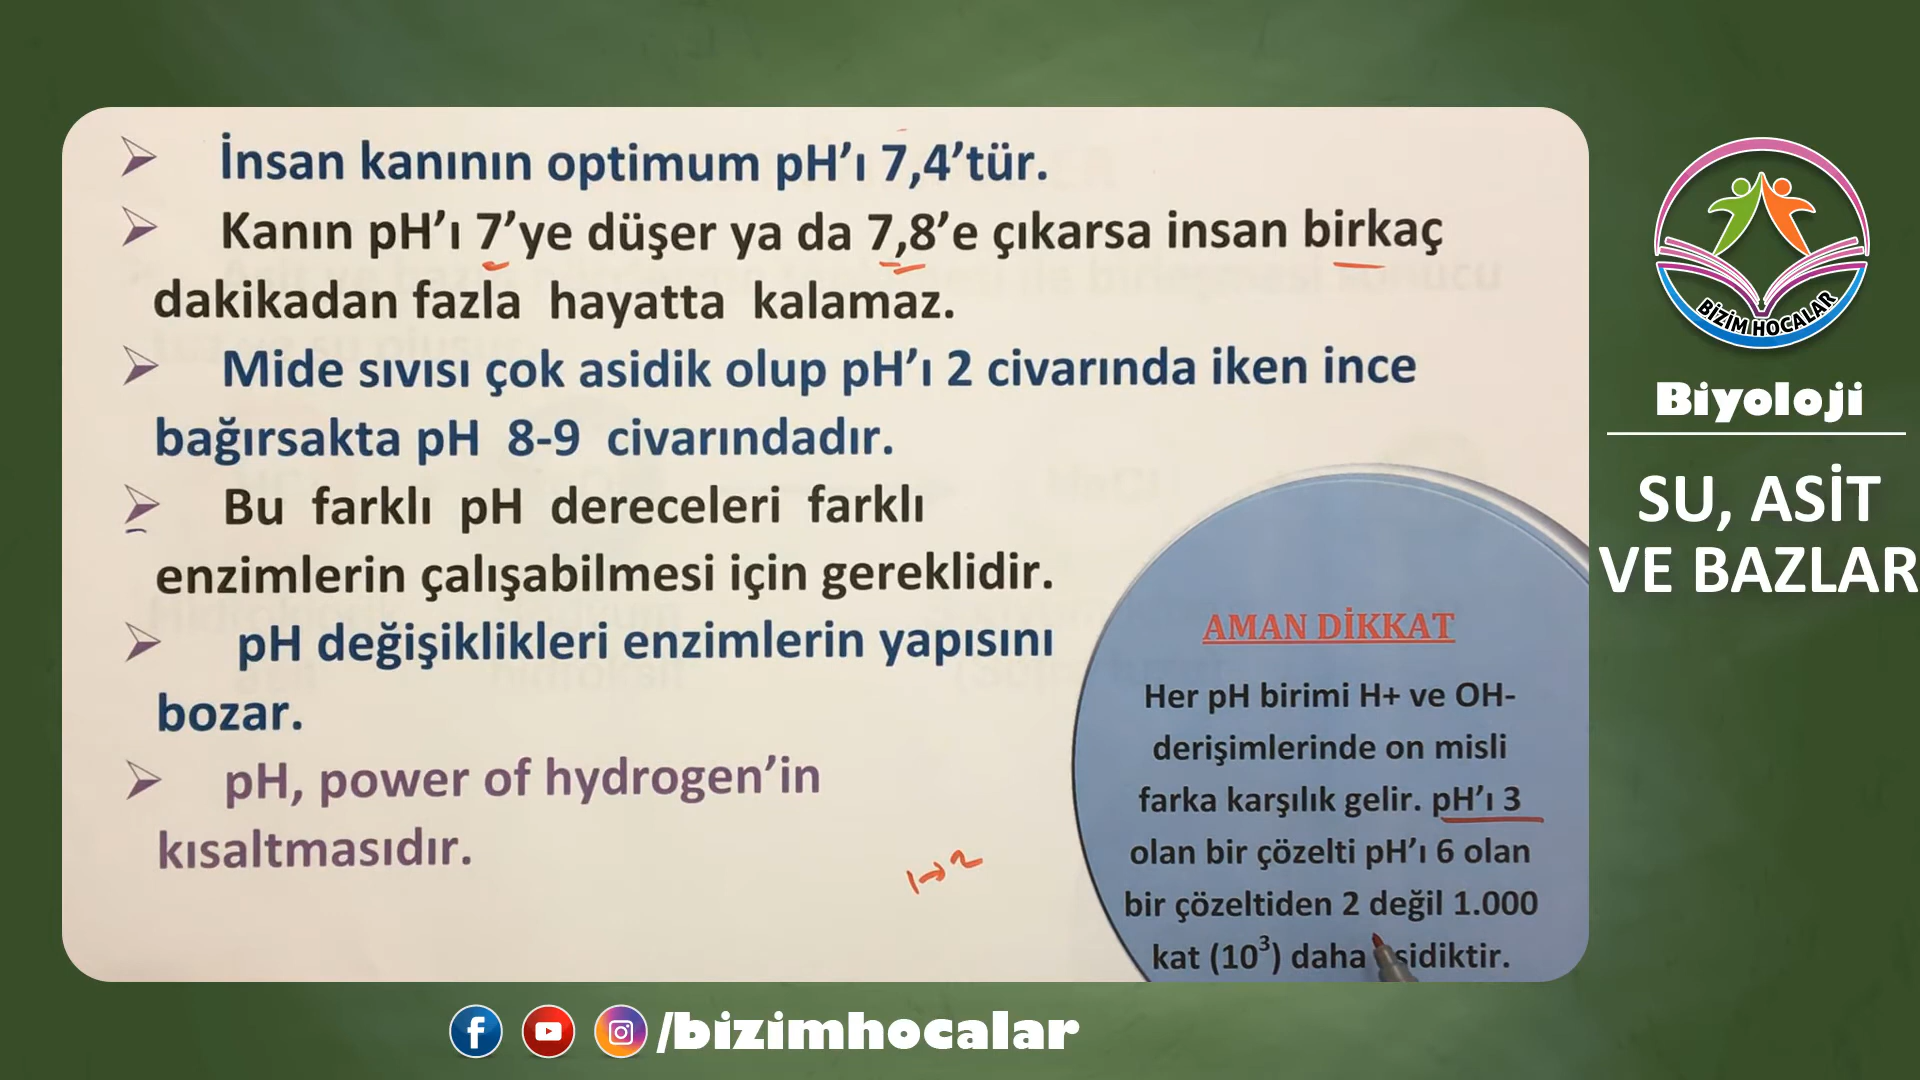 İnsan kanının optimum pH’ı 7,4’tür.
Kanın pH’ı 7’ye düşer ya da 7,8’e çıkarsa insan birkaç
dakikadan fazla hayatta kalamaz.
Mide sıvısı çok asidik olup pH’ı 2 civarında iken ince
bağırsakta pH 8-9 civarındadır.
Bu farklı pH dereceleri farklı
enzimlerin çalışabilmesi için gereklidir.
pH değişiklikleri enzimlerin yapısını
bozar.
pH, power of hydrogen’in
kısaltmasıdır.
1→2
AMAN DİKKAT
Her pH birimi H+ ve OH-
derişimlerinde on misli
farka karşılık gelir. pH’ı 3
olan bir çözelti pH’ı 6 olan
bir çözeltiden 2 değil 1.000
kat (10³) daha sidiktir.
BİZİM HOCALAR
Biyoloji
SU, ASİT
VE BAZLAR
/bizimhocalar